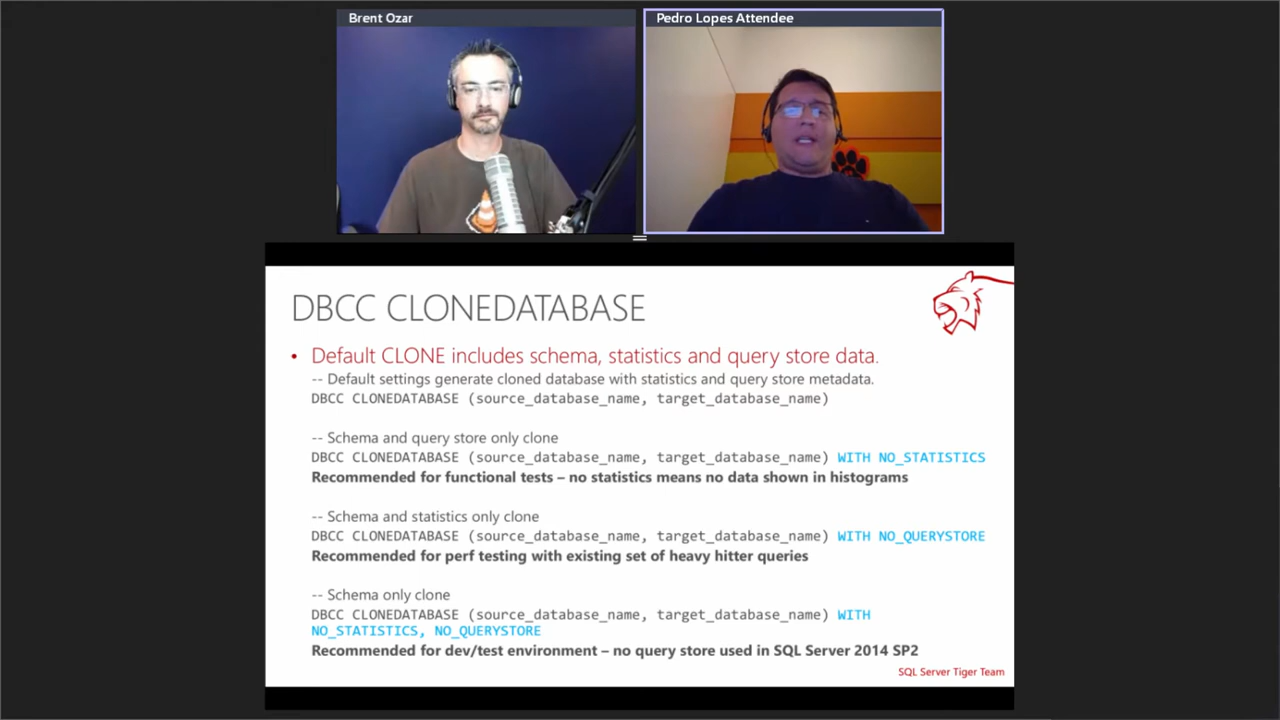 Brent Ozar
Pedro Lopes Attendee
DBCC CLONEDATABASE
• Default CLONE includes schema, statistics and query store data.
-- Default settings generate cloned database with statistics and query store metadata.
DBCC CLONEDATABASE (source_database_name, target_database_name)
-- Schema and query store only clone
DBCC CLONEDATABASE (source_database_name, target_database_name) WITH NO_STATISTICS
Recommended for functional tests – no statistics means no data shown in histograms
-- Schema and statistics only clone
DBCC CLONEDATABASE (source_database_name, target_database_name) WITH NO_QUERYSTORE
Recommended for perf testing with existing set of heavy hitter queries
-- Schema only clone
DBCC CLONEDATABASE (source_database_name, target_database_name) WITH
NO_STATISTICS, NO_QUERYSTORE
Recommended for dev/test environment – no query store used in SQL Server 2014 SP2
SQL Server Tiger Team